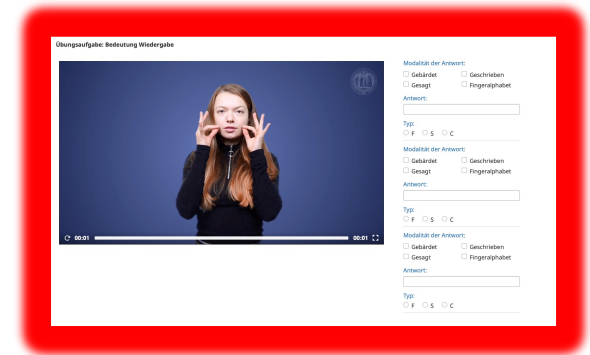 Übungsaufgabe: Bedeutung Wiedergabe
00:01
00:01
Modalität der Antwort:
Gebärdet Geschrieben
Gesagt Fingeralphabet
Antwort:
Typ:
F S C
Modalität der Antwort:
Gebärdet Geschrieben
Gesagt Fingeralphabet
Antwort:
Typ:
F S C
Modalität der Antwort:
Gebärdet Geschrieben
Gesagt Fingeralphabet
Antwort:
Typ:
F S C